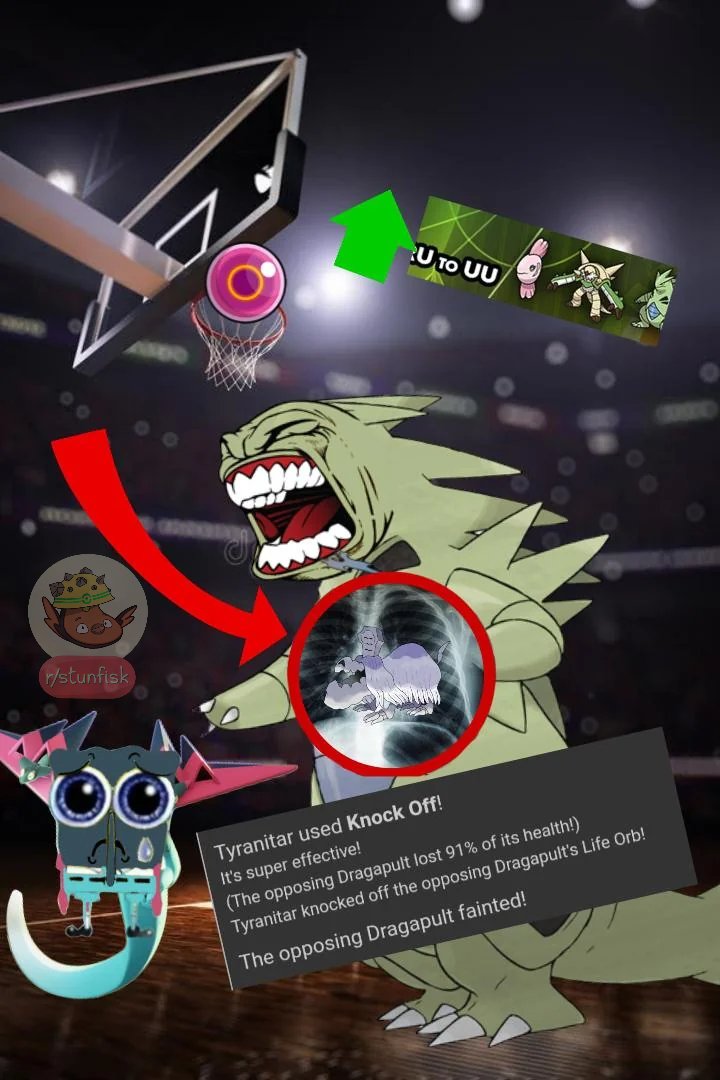 RU TO UU
r/stunfisk
Tyranitar used Knock Off!
It's super effective!
(The opposing Dragapult lost 91% of its health!)
Tyranitar knocked off the opposing Dragapult's Life Orb!
The opposing Dragapult fainted!